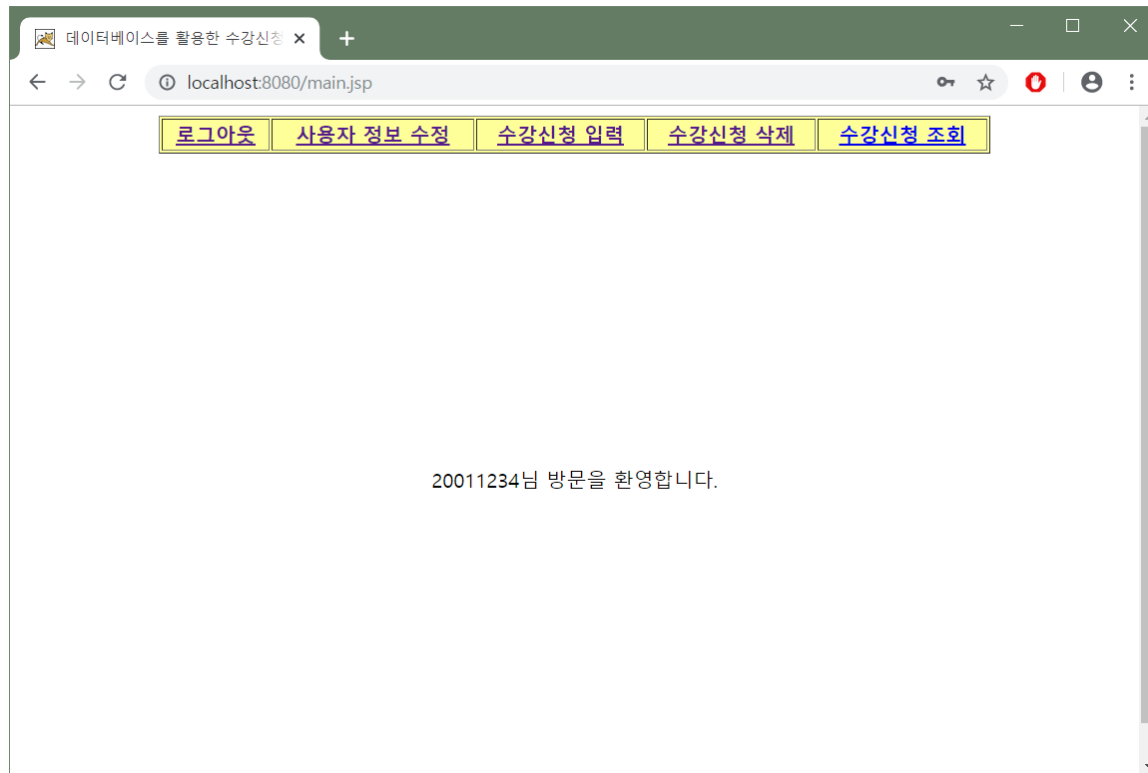 데이터베이스를 활용한 수강신청
localhost:8080/main.jsp
로그아웃 사용자 정보 수정 수강신청 입력 수강신청 삭제 수강신청 조회
20011234님 방문을 환영합니다.